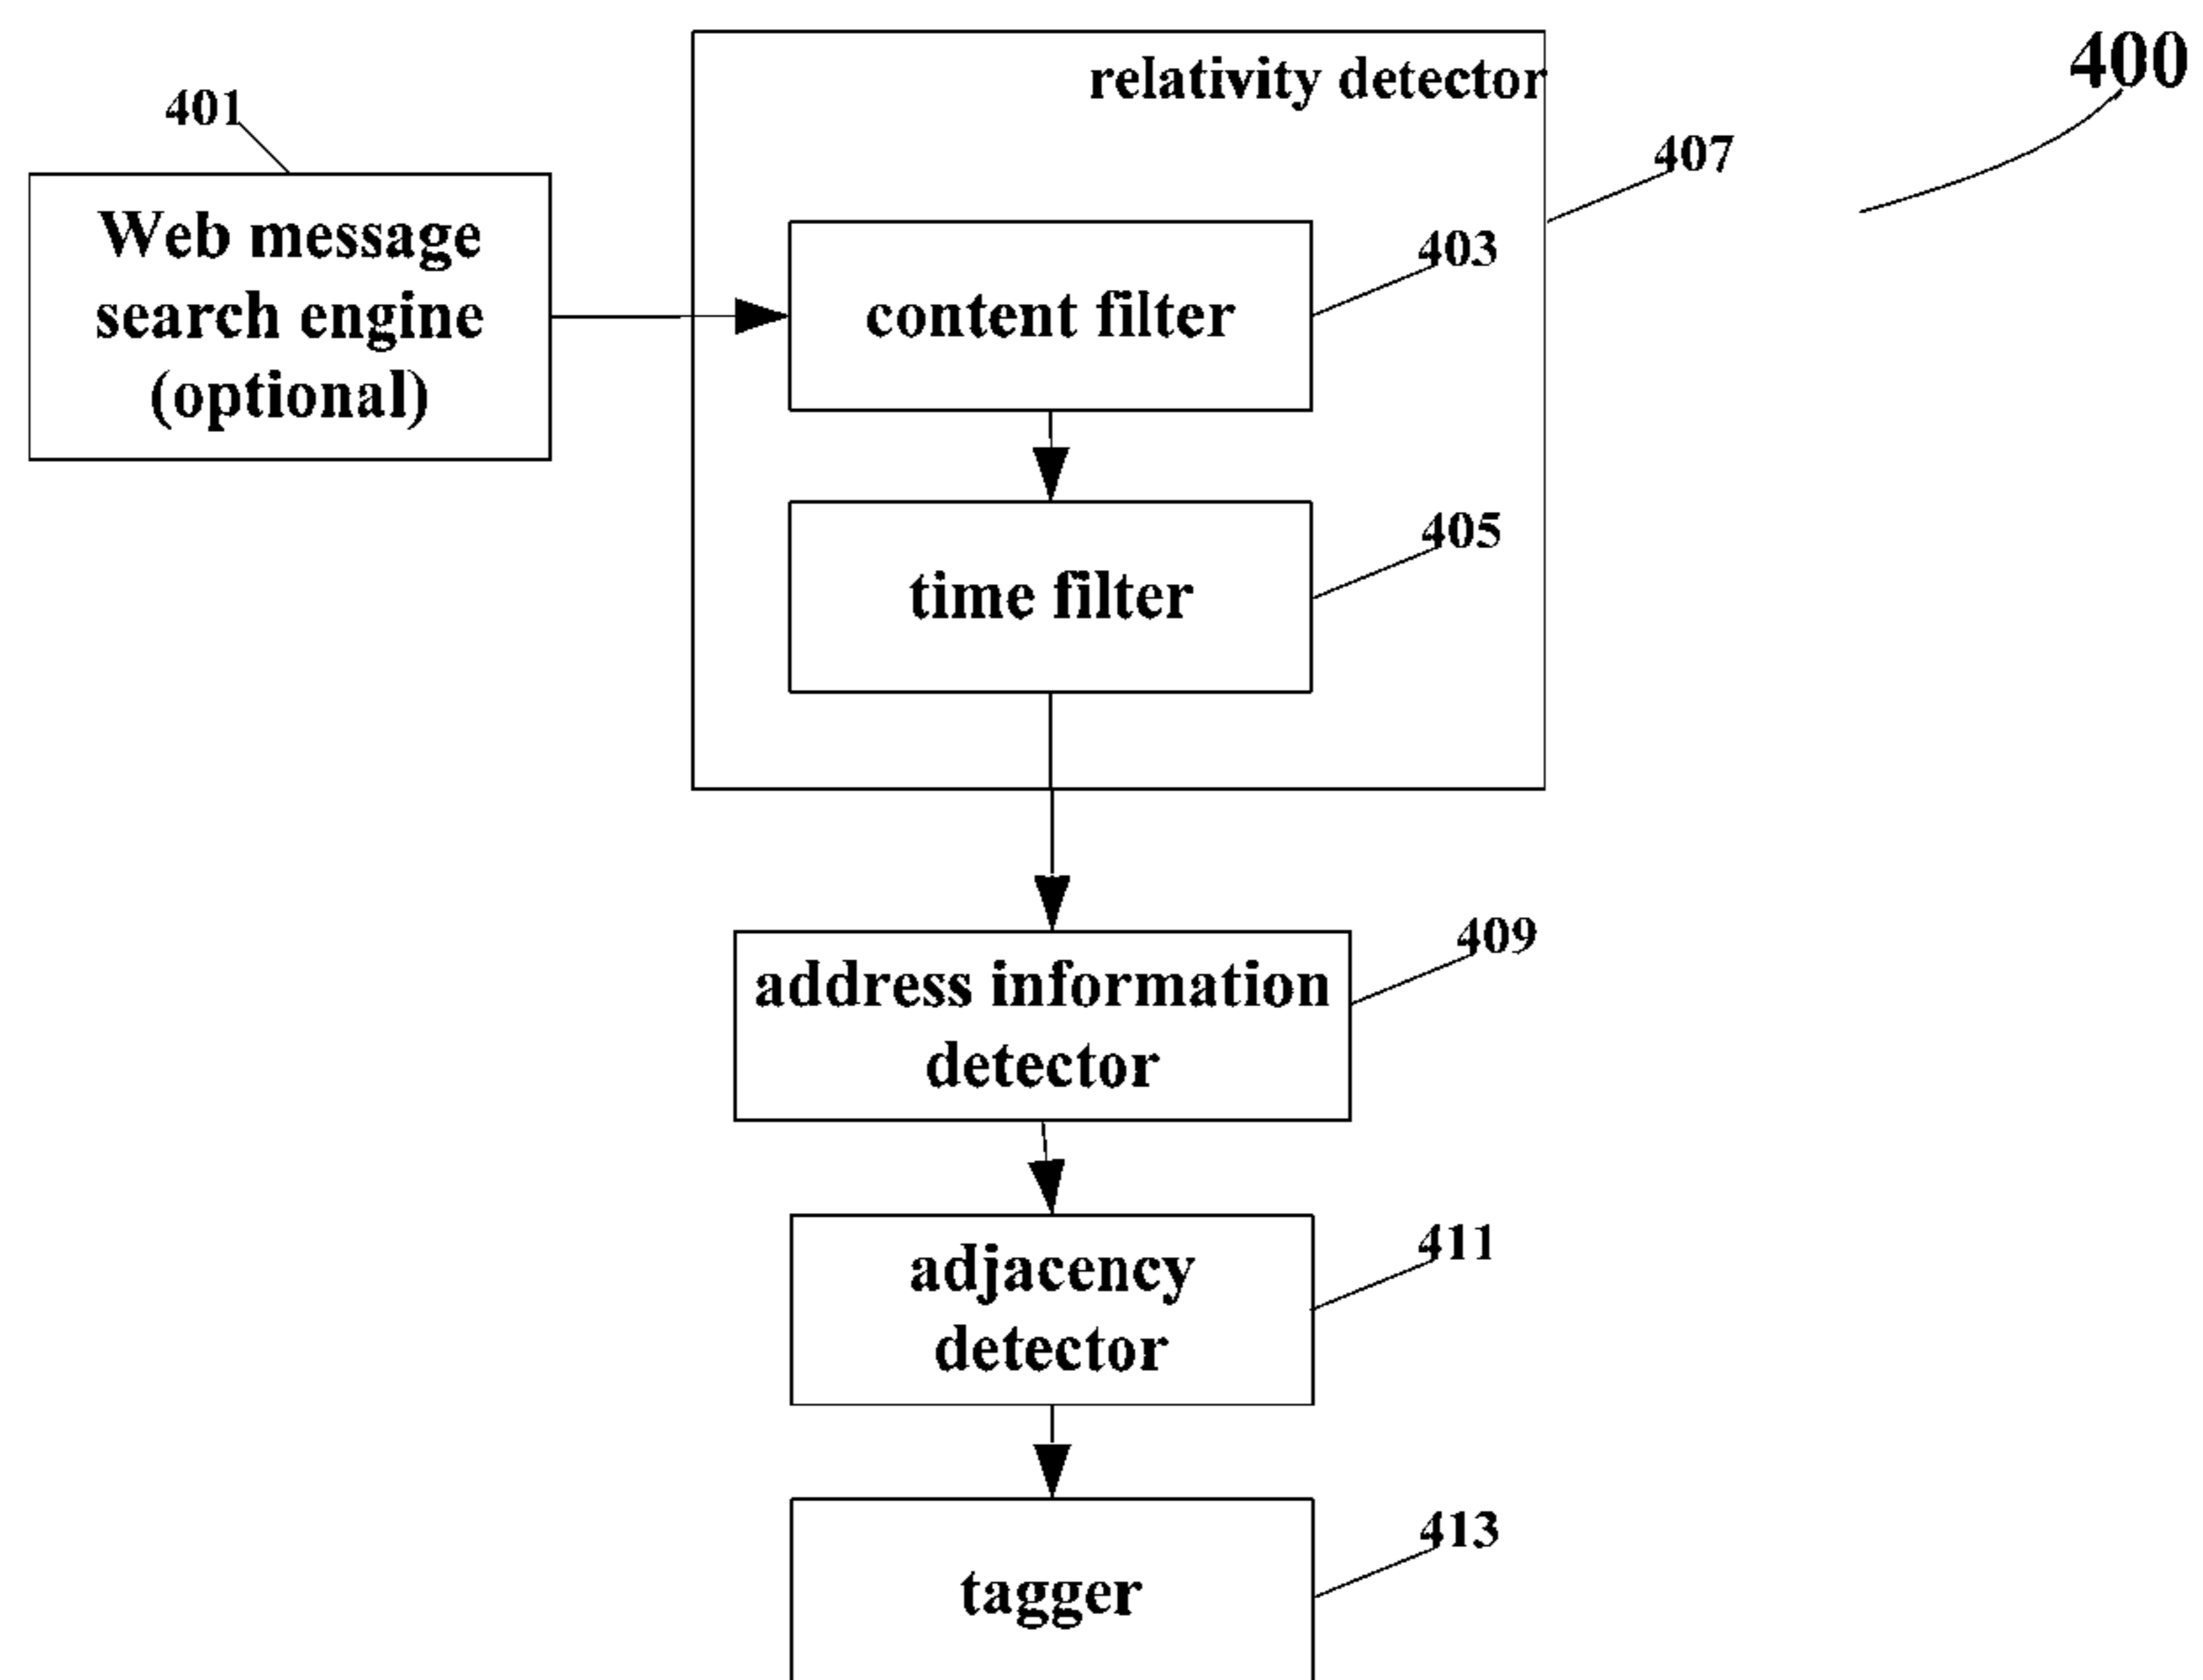 400
relativity detector
401
407
Web message
search engine
(optional)
403
content filter
405
time filter
409
address information
detector
411
adjacency
detector
413
tagger